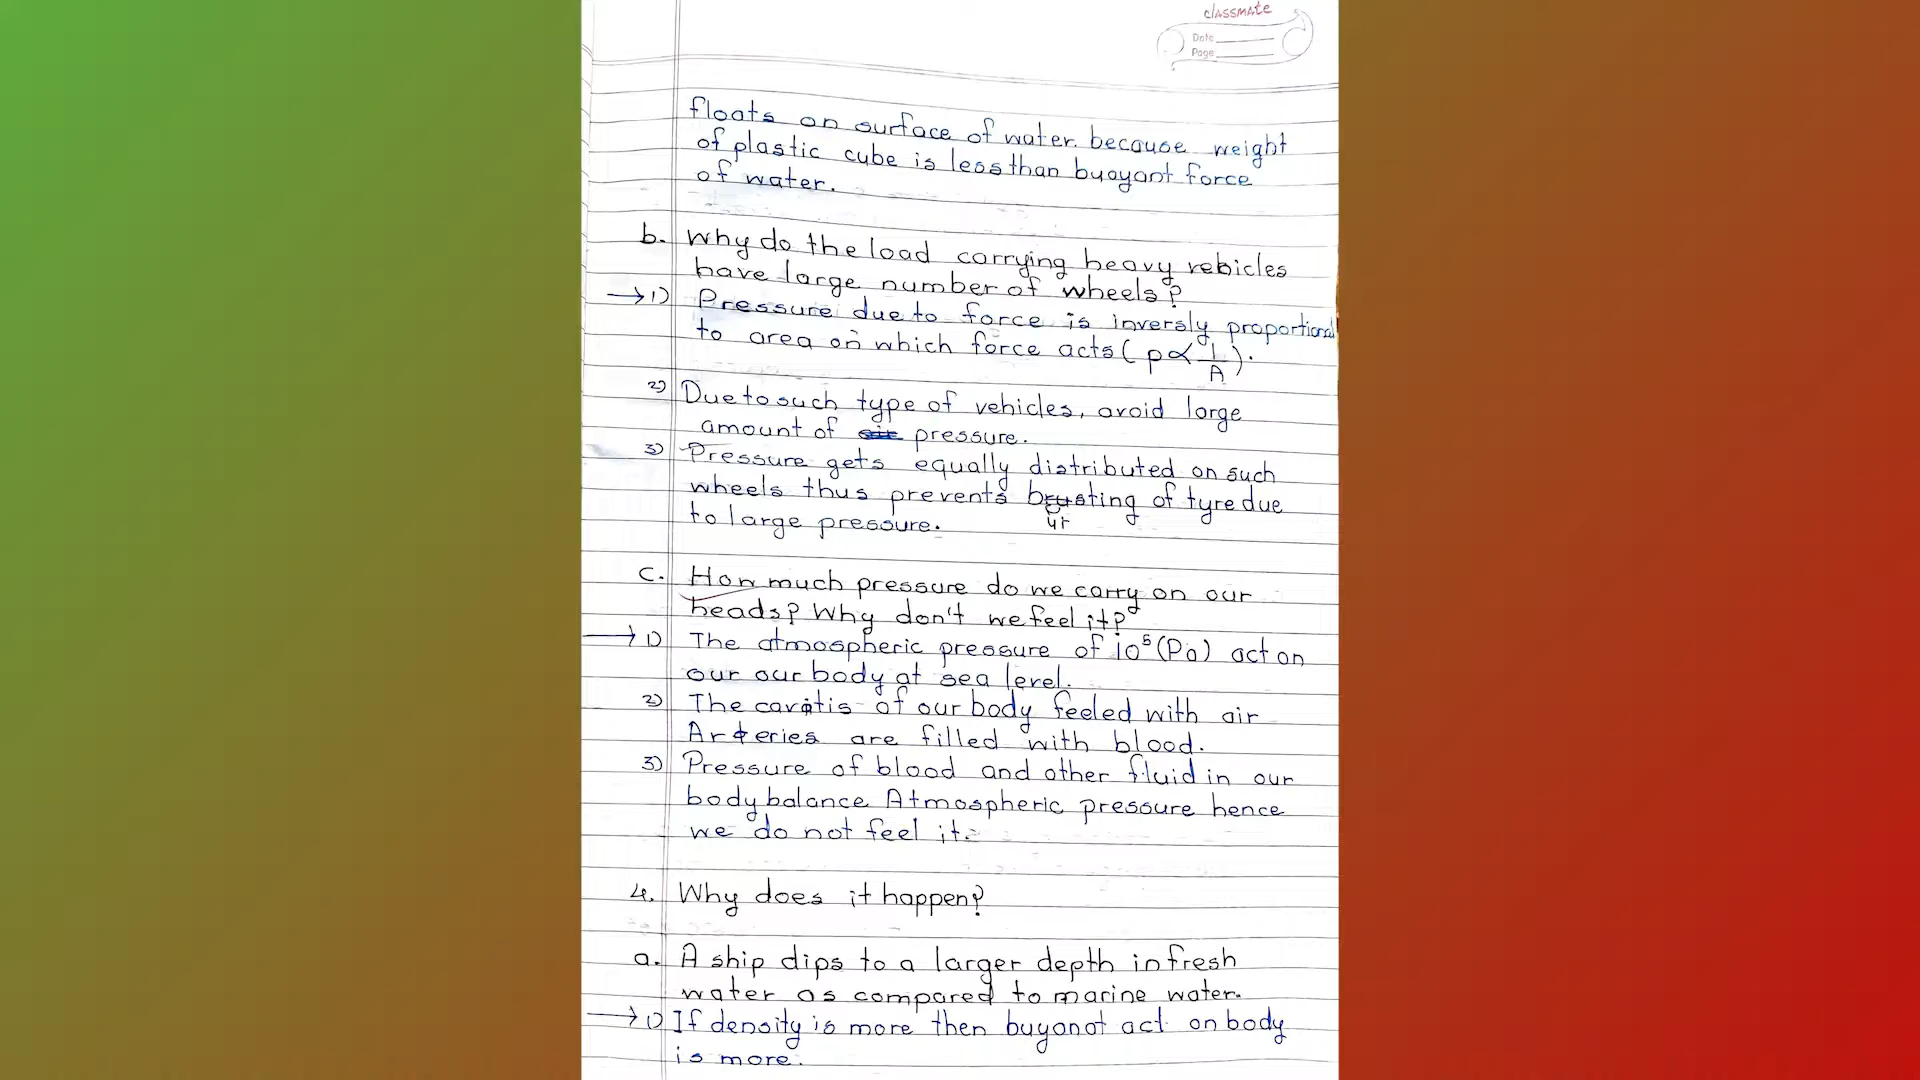 classmate
Date
Page
floats on surface of water because weight
of plastic cube is less than buoyant force
of water.
b. Why do the load carrying heavy vehicles
have large number of wheels?
→ 1) Pressure due to force is inversly proportional
to area on which force acts ( p ∝ 1/A ).
2) Due to such type of vehicles, avoid large
amount of pressure.
3) Pressure gets equally distributed on such
wheels thus prevents bursting of tyre due
to large pressure.
c. How much pressure do we carry on our
heads? Why don't we feel it?
→ 1) The atmospheric pressure of 10⁵ (Pa) act on
our our body at sea level.
2) The cavitis of our body feeled with air
Arteries are filled with blood.
3) Pressure of blood and other fluid in our
body balance Atmospheric pressure hence
we do not feel it.
4. Why does it happen?
a. A ship dips to a larger depth in fresh
water as compared to marine water.
→ 1) If density is more then buyonot act on body
is more.